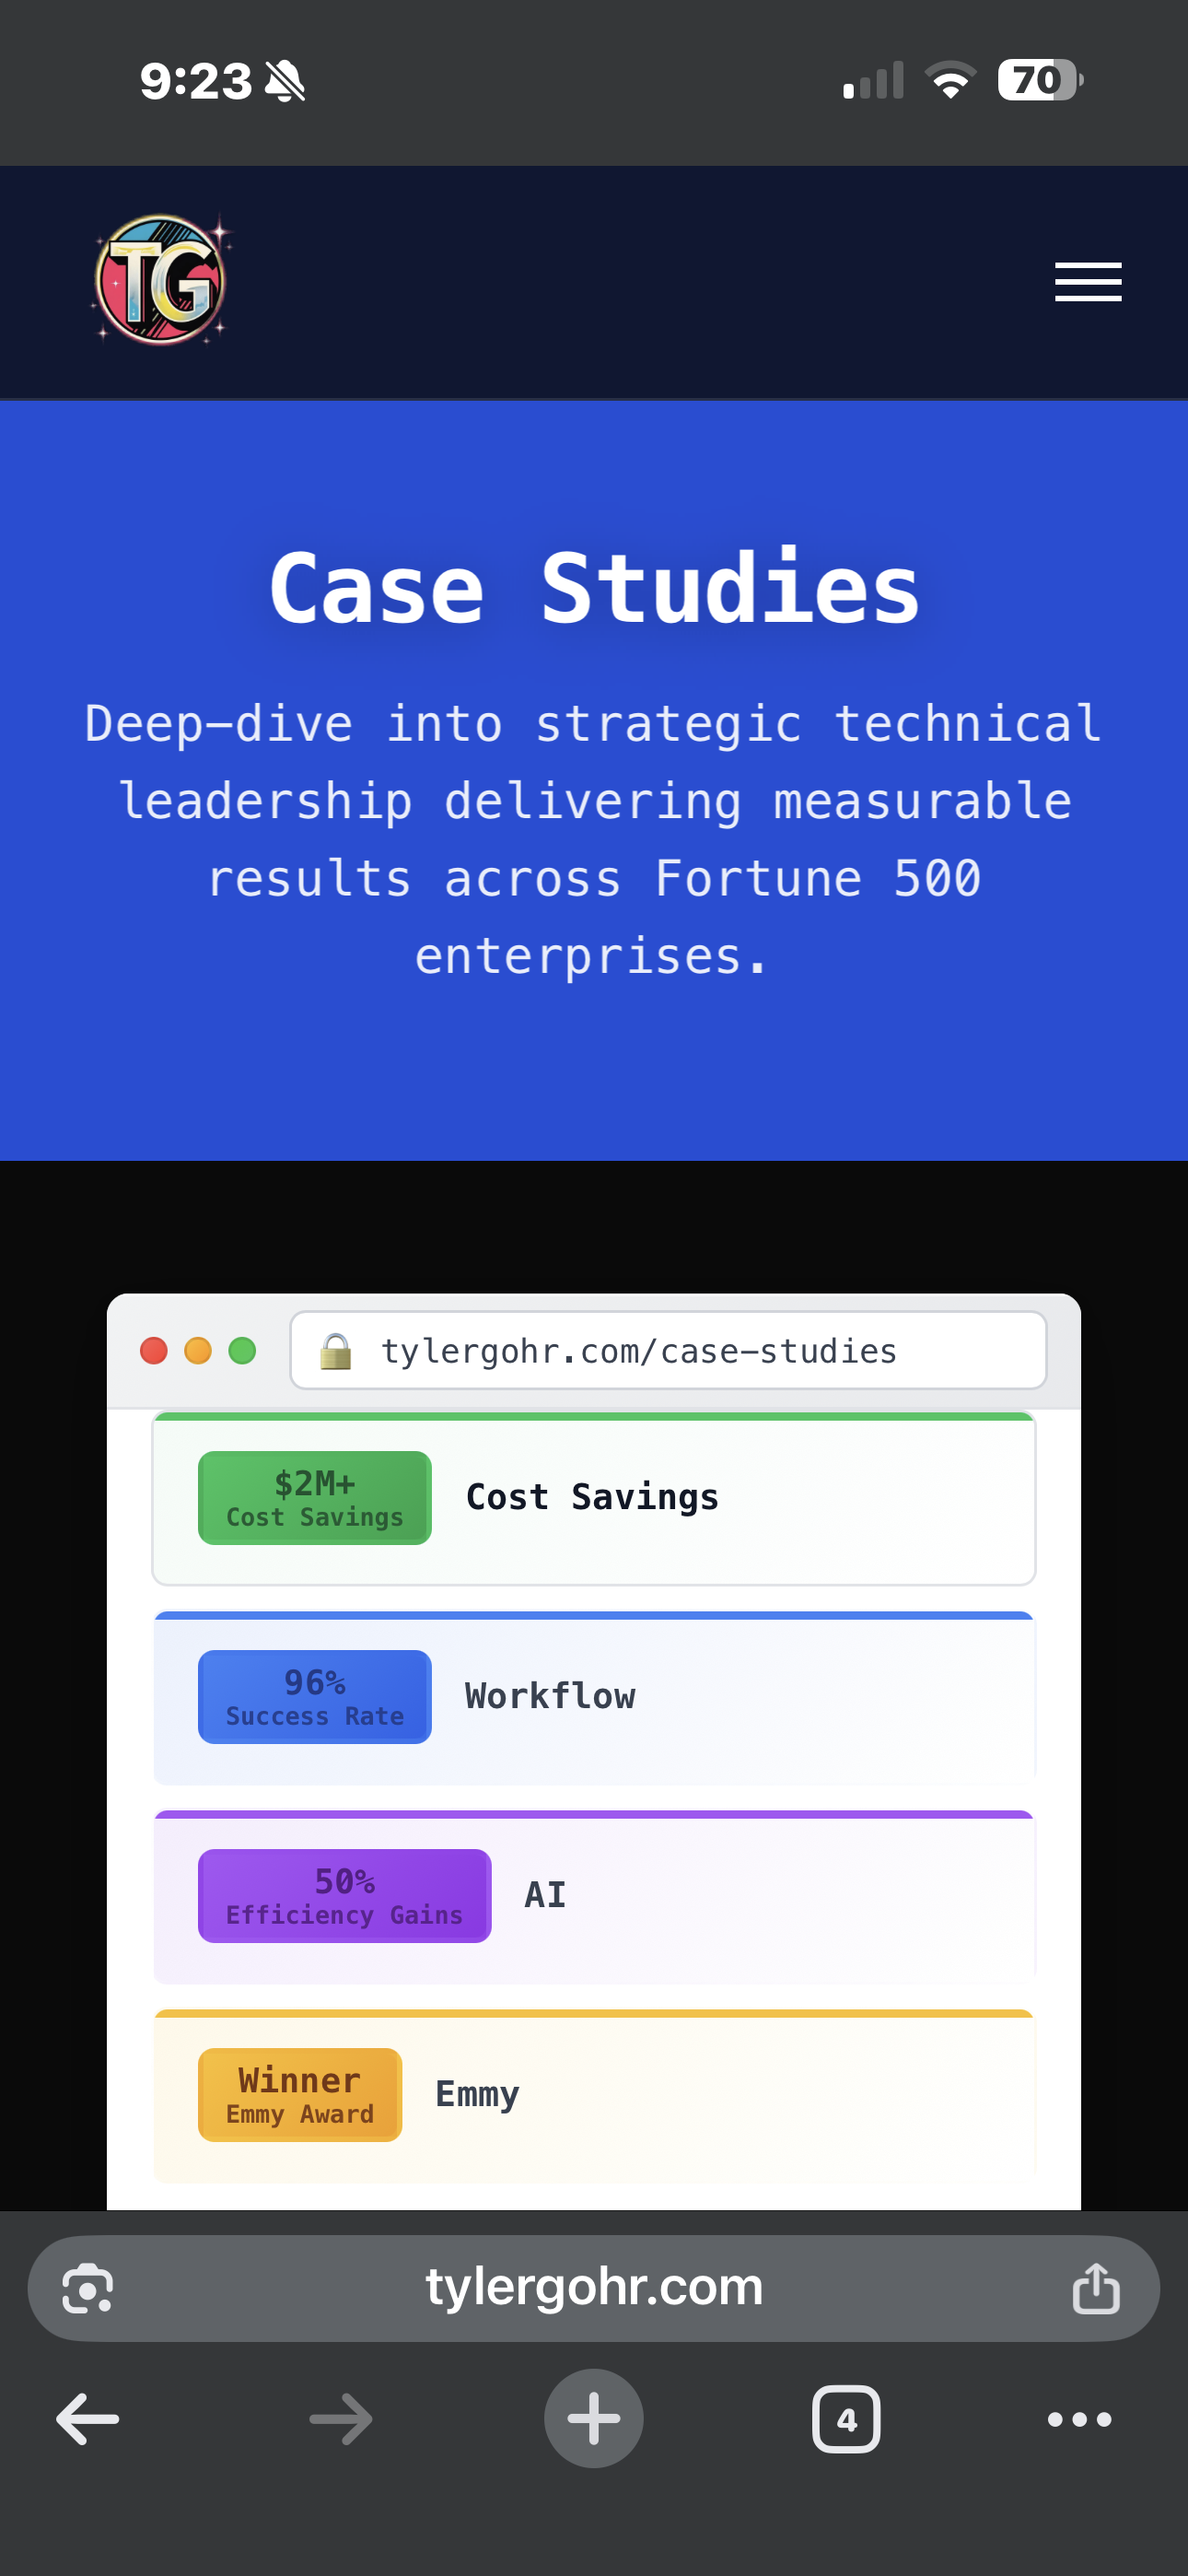 9:23
70
TG
Case Studies
Deep-dive into strategic technical
leadership delivering measurable
results across Fortune 500
enterprises.
tylergohr.com/case-studies
$2M+
Cost Savings
Cost Savings
96%
Success Rate
Workflow
50%
Efficiency Gains
AI
Winner
Emmy Award
Emmy
tylergohr.com
4